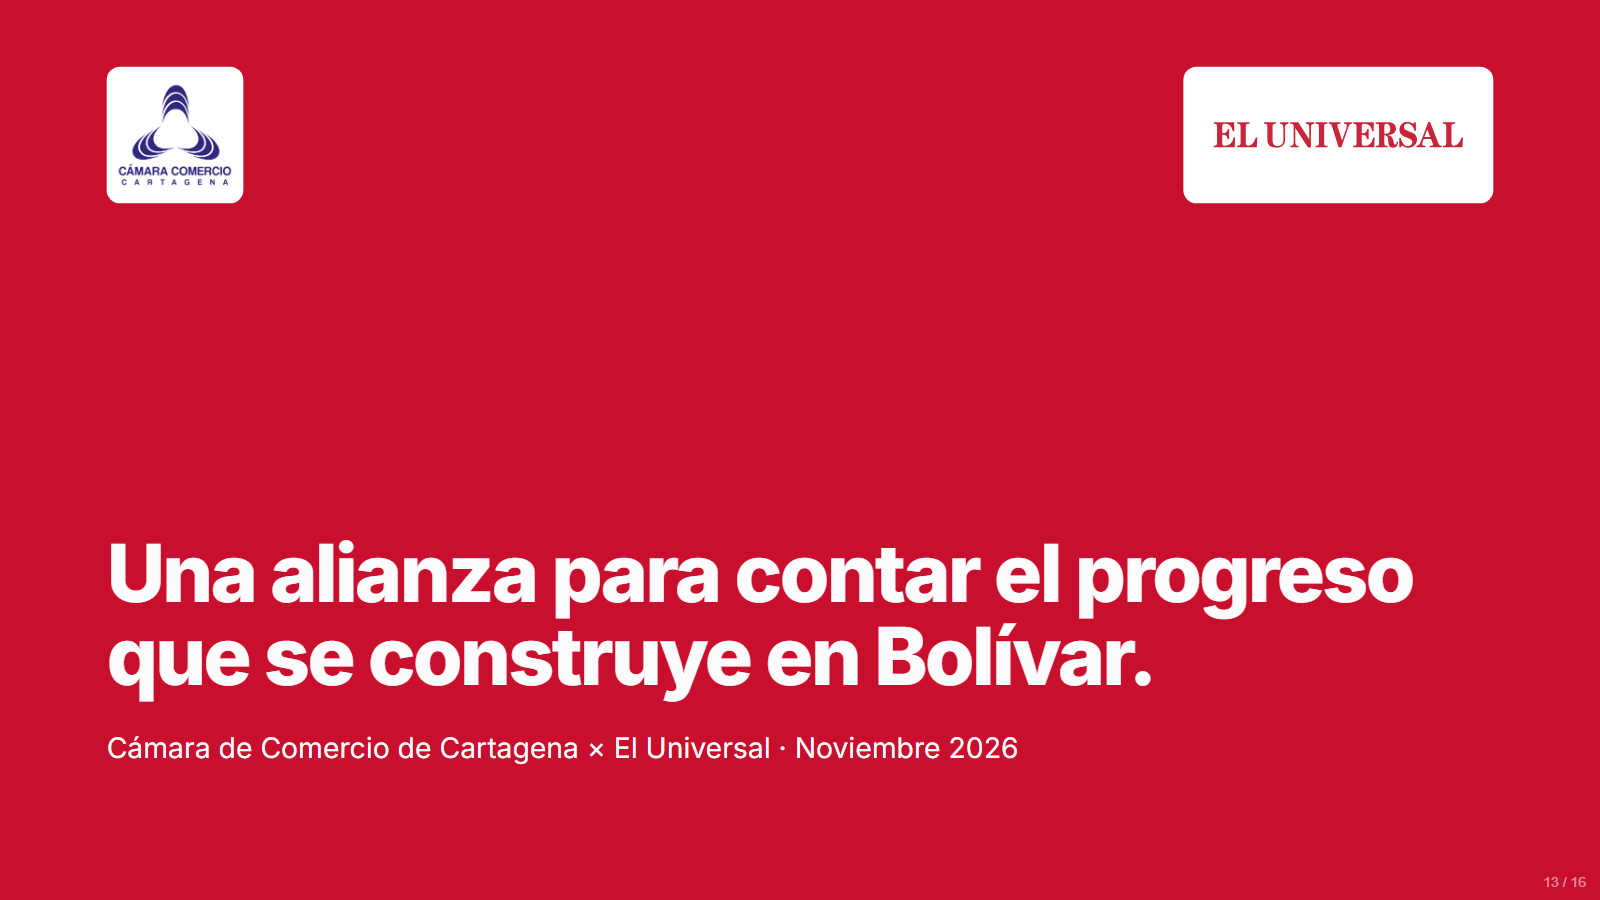 CÁMARA COMERCIO
CARTAGENA
EL UNIVERSAL
Una alianza para contar el progreso
que se construye en Bolívar.
Cámara de Comercio de Cartagena × El Universal · Noviembre 2026
13 / 16